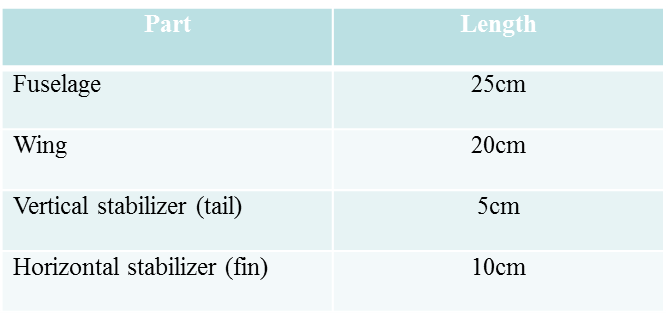 Part Length
Fuselage 25cm
Wing 20cm
Vertical stabilizer (tail) 5cm
Horizontal stabilizer (fin) 10cm